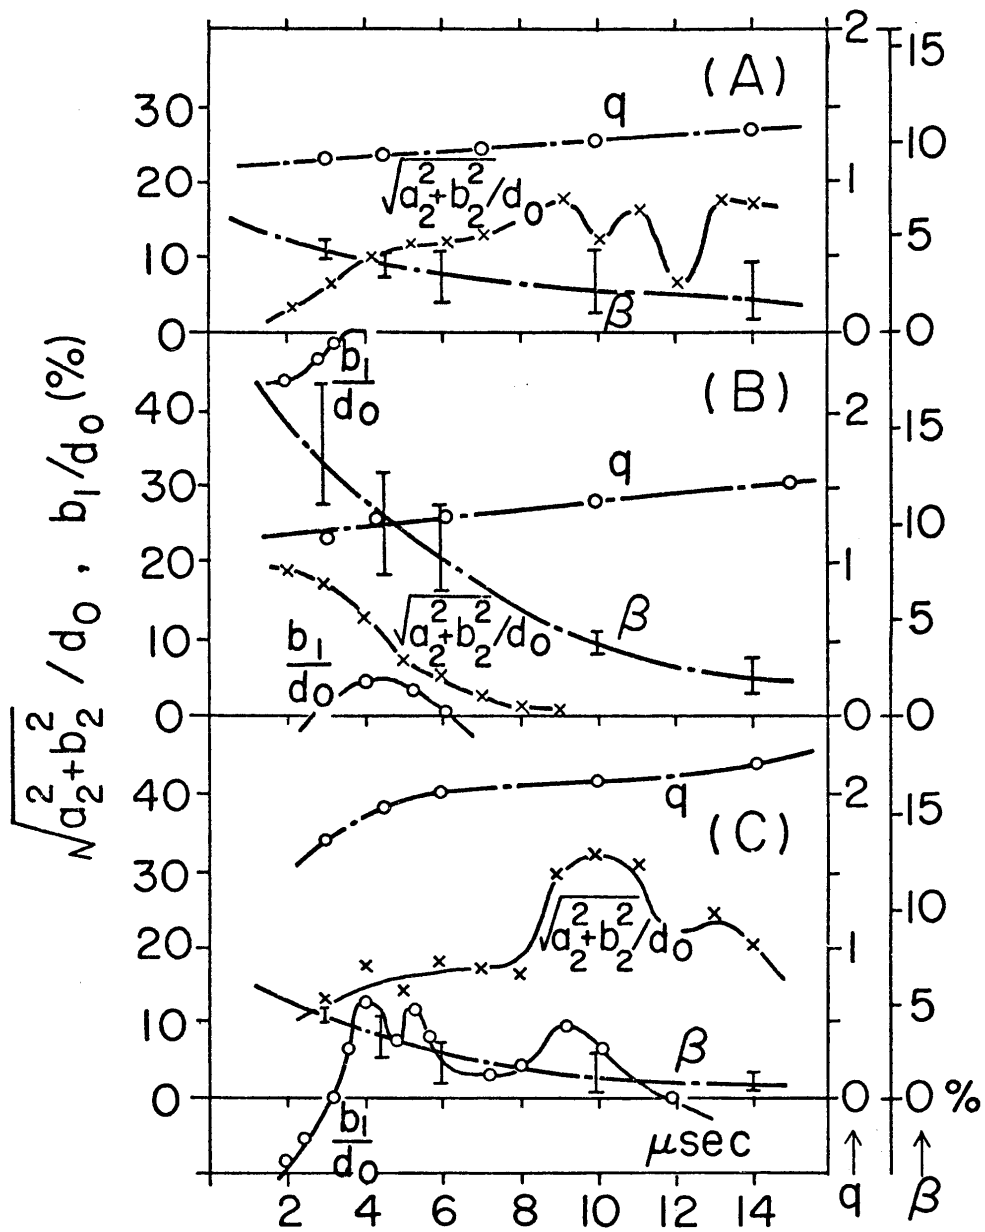 √a₂²+b₂² / d₀ , b₁/d₀ (%)
(A)
30
20
10
0
q
√a₂²+b₂²/d₀
β
2
1
0
15
10
5
0
(B)
40
30
20
10
0
b₁/d₀
q
√a₂²+b₂²/d₀
β
b₁/d₀
2
1
0
15
10
5
0
(C)
40
30
20
10
0
q
√a₂²+b₂²/d₀
β
b₁/d₀
μsec
2
1
0
15
10
5
0 %
2 4 6 8 10 12 14
→ q
→ β